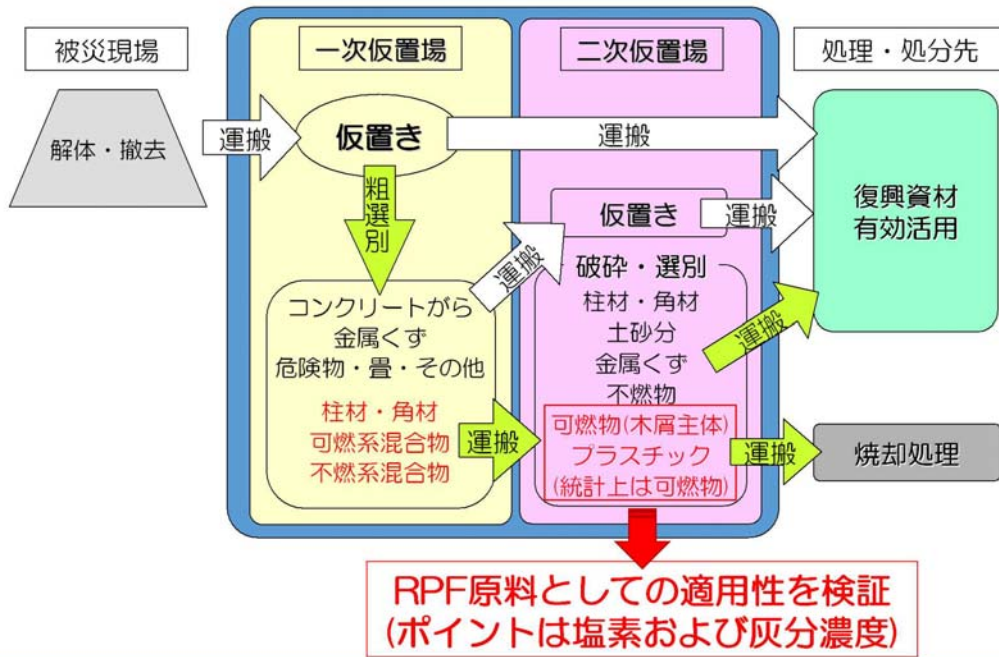 被災現場
一次仮置場
二次仮置場
処理・処分先
解体・撤去
運搬
仮置き
運搬
粗選別
運搬
仮置き
運搬
復興資材
有効活用
コンクリートがら
金属くず
危険物・畳・その他
柱材・角材
可燃系混合物
不燃系混合物
運搬
破砕・選別
柱材・角材
土砂分
金属くず
不燃物
可燃物(木屑主体)
プラスチック
(統計上は可燃物)
運搬
運搬
焼却処理
RPF原料としての適用性を検証
(ポイントは塩素および灰分濃度)